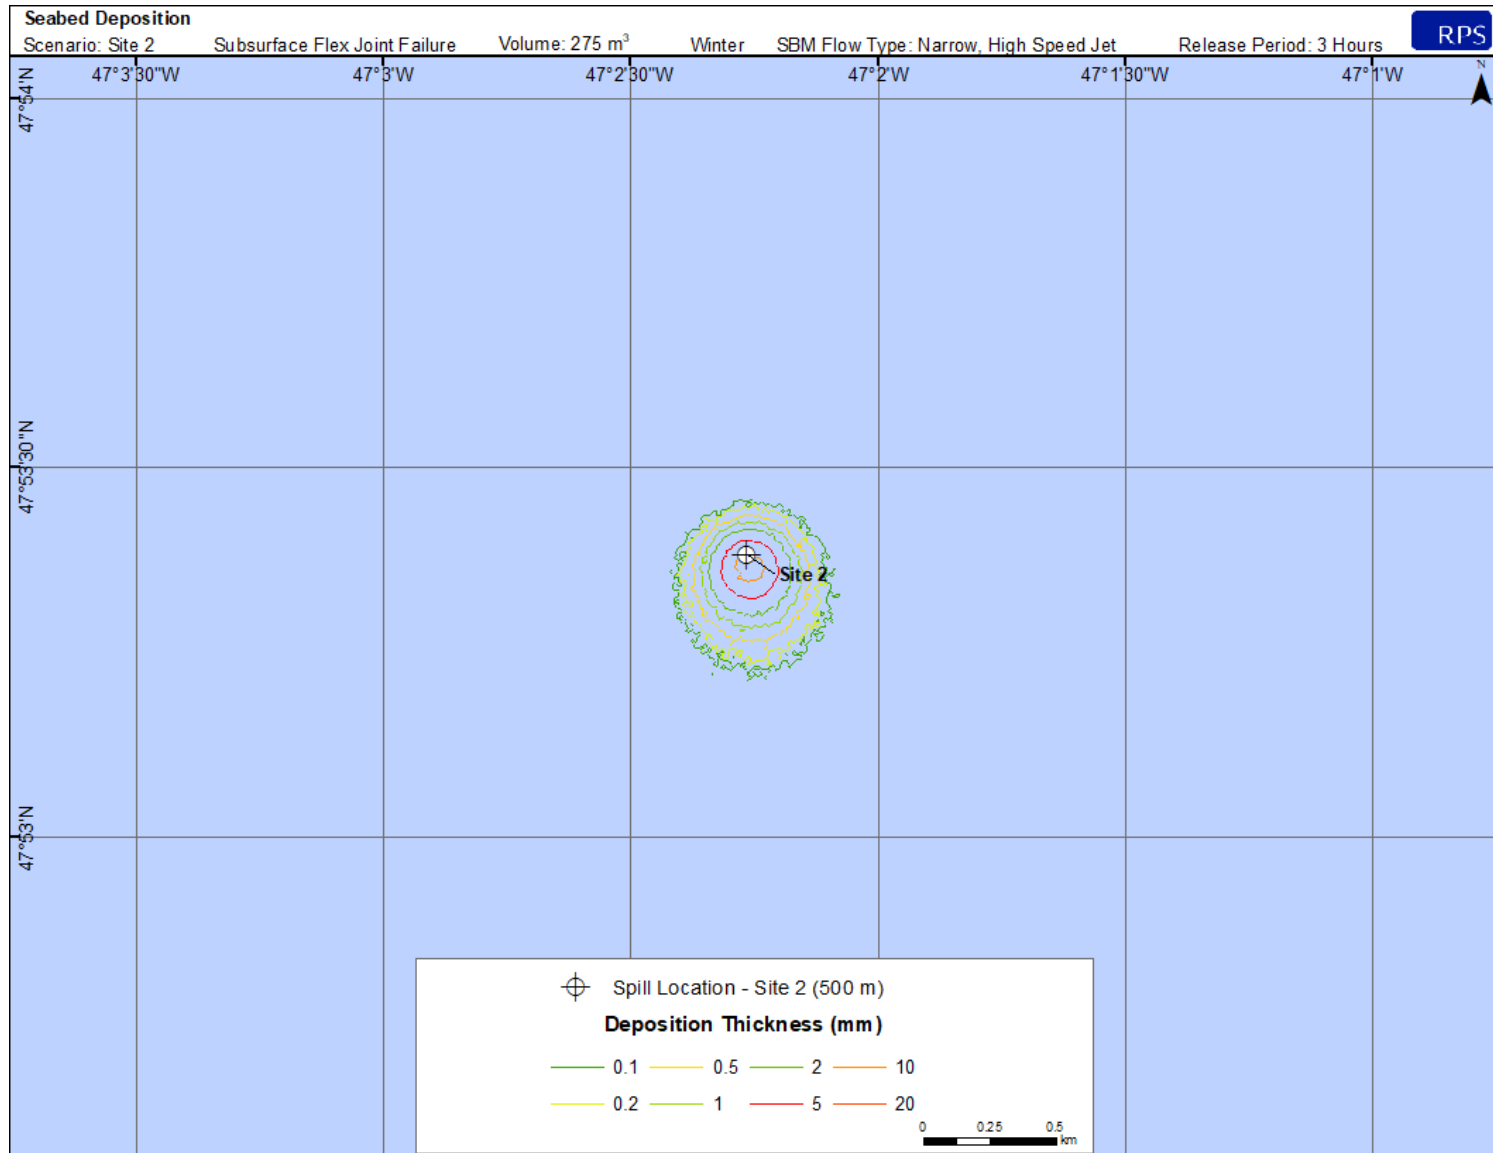 Seabed Deposition
Scenario: Site 2 Subsurface Flex Joint Failure Volume: 275 m³ Winter SBM Flow Type: Narrow, High Speed Jet Release Period: 3 Hours RPS
47°3'30"W 47°3'W 47°2'30"W 47°2'W 47°1'30"W 47°1'W N
47°54'N
47°53'30"N
Site 2
47°53'N
Spill Location - Site 2 (500 m)
Deposition Thickness (mm)
0.1 0.5 2 10
0.2 1 5 20
0 0.25 0.5
km